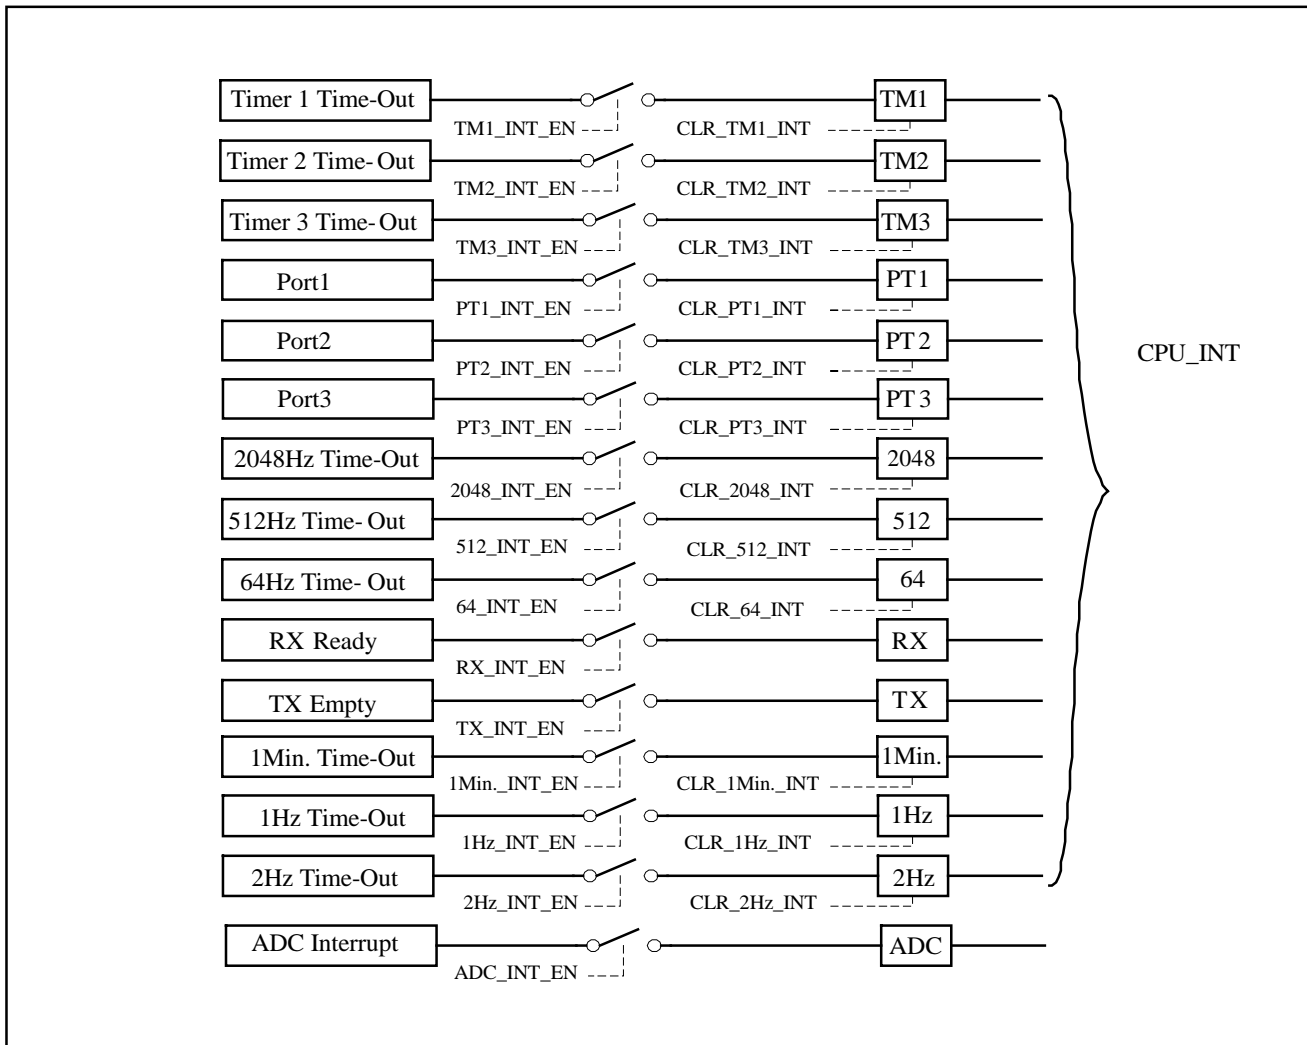 Timer 1 Time-Out TM1
TM1_INT_EN CLR_TM1_INT
Timer 2 Time-Out TM2
TM2_INT_EN CLR_TM2_INT
Timer 3 Time-Out TM3
TM3_INT_EN CLR_TM3_INT
Port1 PT1
PT1_INT_EN CLR_PT1_INT
Port2 PT2 CPU_INT
PT2_INT_EN CLR_PT2_INT
Port3 PT3
PT3_INT_EN CLR_PT3_INT
2048Hz Time-Out 2048
2048_INT_EN CLR_2048_INT
512Hz Time-Out 512
512_INT_EN CLR_512_INT
64Hz Time-Out 64
64_INT_EN CLR_64_INT
RX Ready RX
RX_INT_EN
TX Empty TX
TX_INT_EN
1Min. Time-Out 1Min.
1Min._INT_EN CLR_1Min._INT
1Hz Time-Out 1Hz
1Hz_INT_EN CLR_1Hz_INT
2Hz Time-Out 2Hz
2Hz_INT_EN CLR_2Hz_INT
ADC Interrupt ADC
ADC_INT_EN